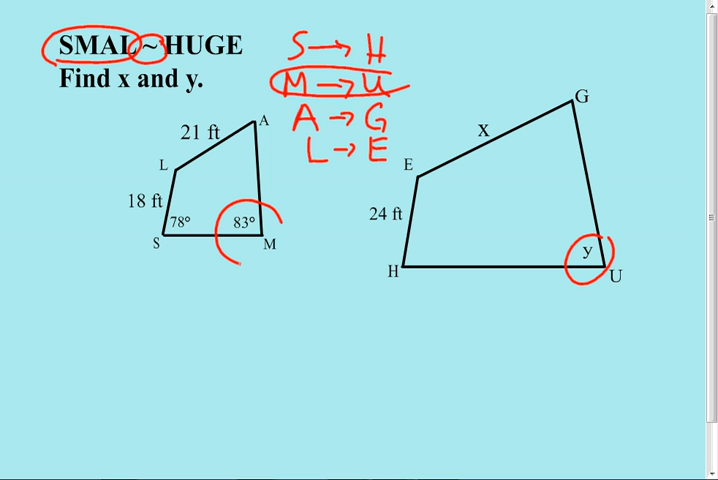 SMAL~HUGE
Find x and y.
S → H
M → U
A → G
L → E
21 ft
A
L
18 ft
78°
83°
S
M
G
x
E
24 ft
y
H
U